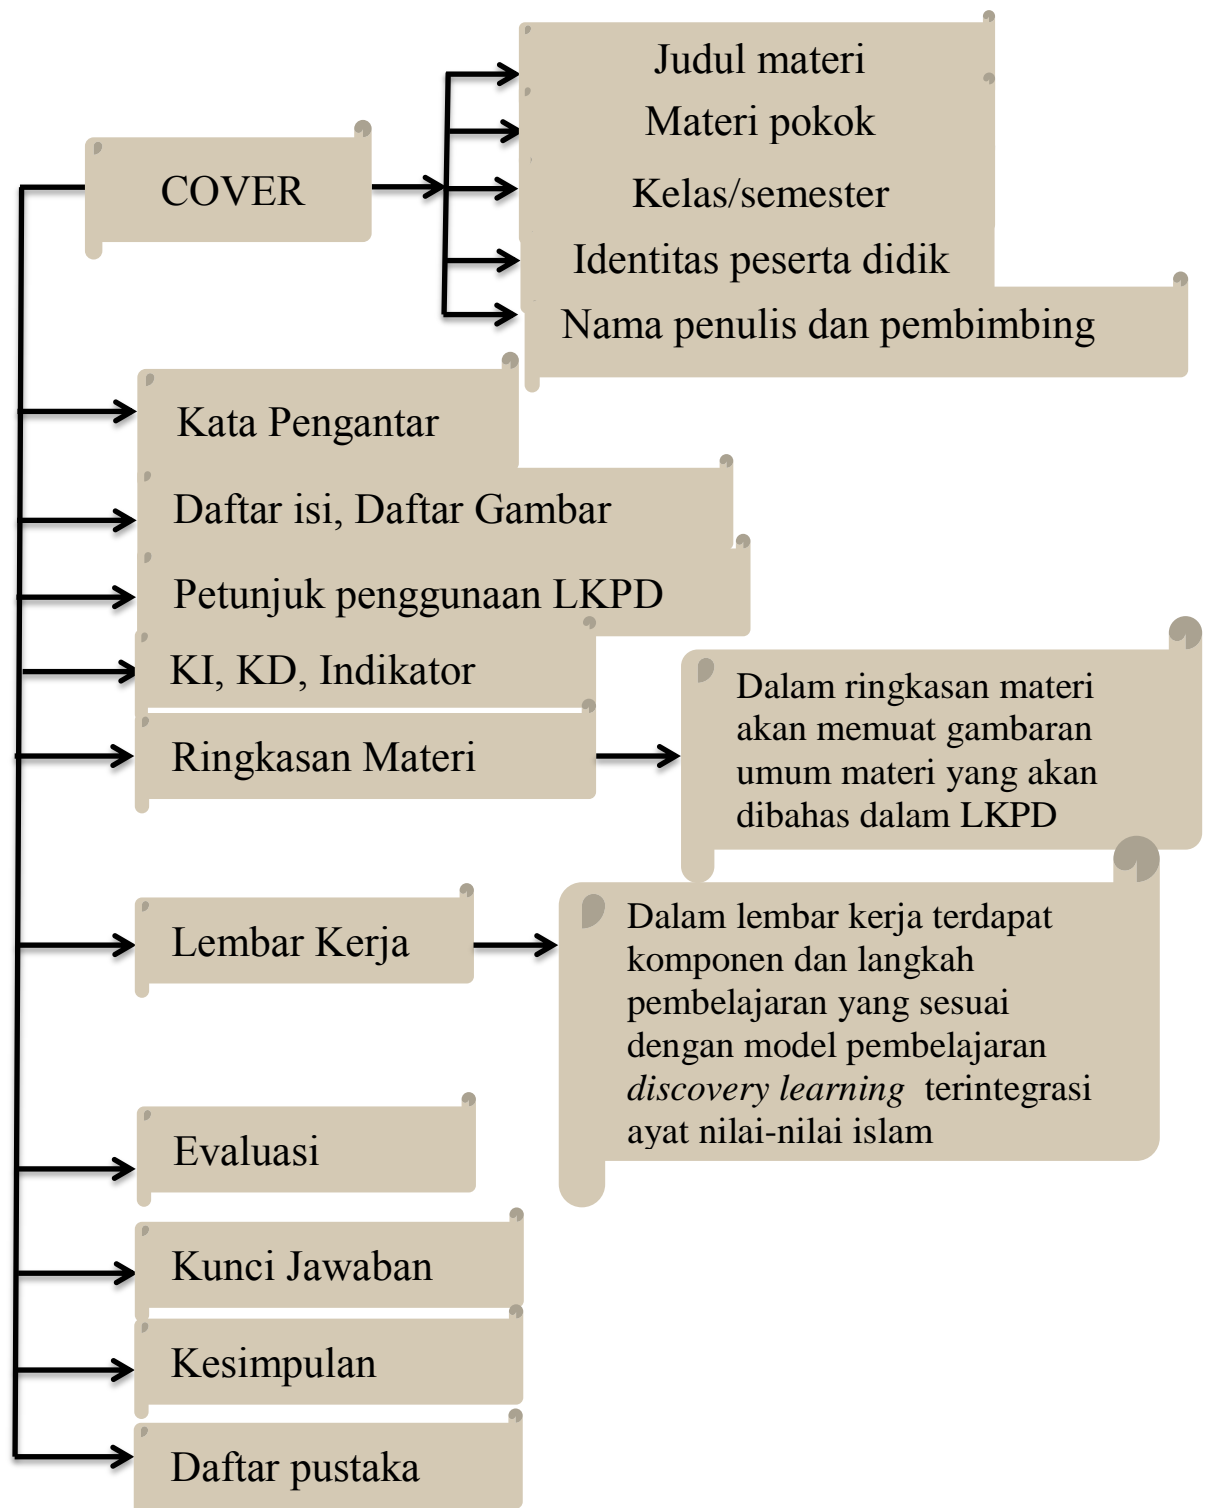 Judul materi
Materi pokok
COVER
Kelas/semester
Identitas peserta didik
Nama penulis dan pembimbing
Kata Pengantar
Daftar isi, Daftar Gambar
Petunjuk penggunaan LKPD
KI, KD, Indikator
Ringkasan Materi
Dalam ringkasan materi
akan memuat gambaran
umum materi yang akan
dibahas dalam LKPD
Lembar Kerja
Dalam lembar kerja terdapat
komponen dan langkah
pembelajaran yang sesuai
dengan model pembelajaran
discovery learning terintegrasi
ayat nilai-nilai islam
Evaluasi
Kunci Jawaban
Kesimpulan
Daftar pustaka